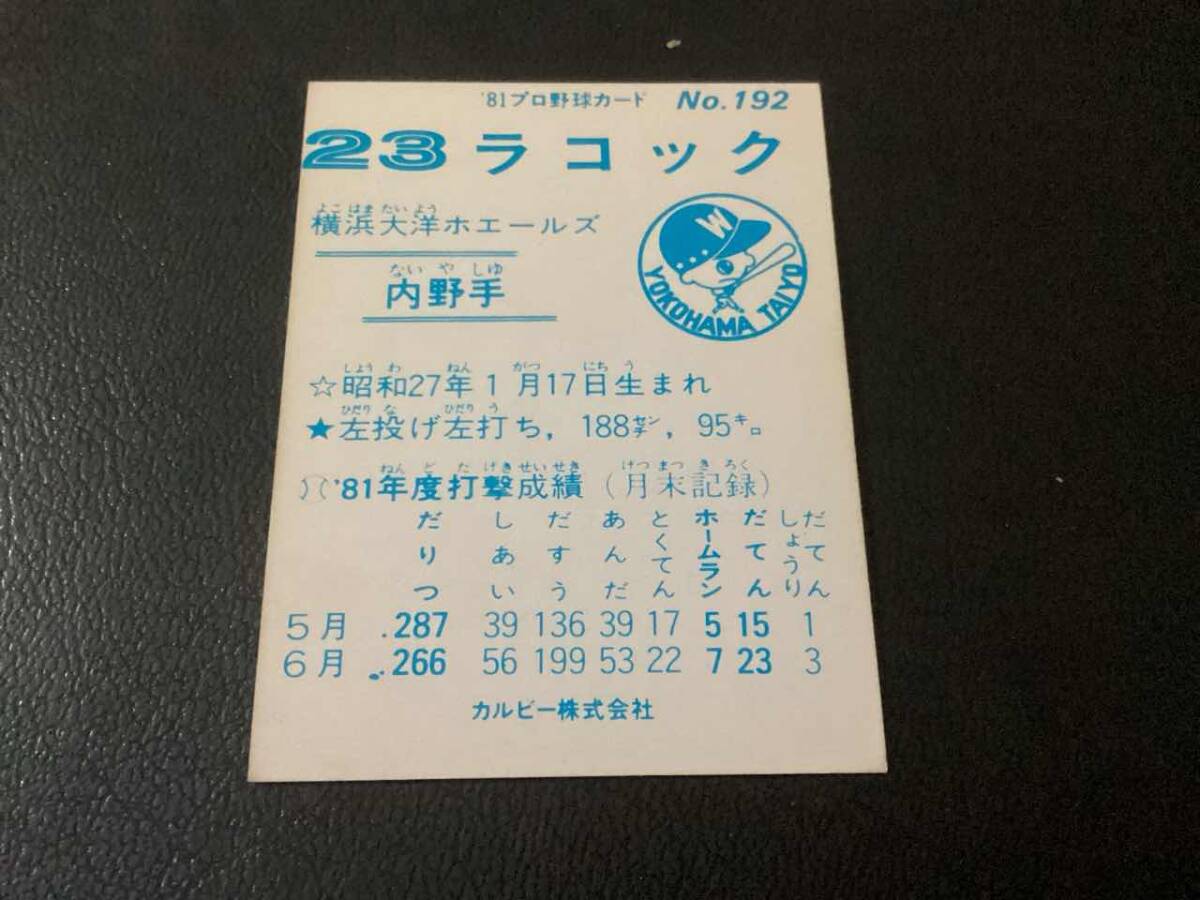 '81プロ野球カード No.192
23 ラコック
よこ はま たい よう
横浜大洋ホエールズ
ない や しゆ
内野手
W
YOKOHAMA TAIYO
しよう わ ねん がつ にち う
☆昭和27年1月17日生まれ
ひだり な ひだり う
★左投げ左打ち, 188センチ, 95キロ
ねん ど だ げき せい せき げつ まつ き ろく
'81年度打撃成績(月末記録)
だりつ しあい だすう あんだ とくてん ホームラン だてん しょうりだてん
5月 .287 39 136 39 17 5 15 1
6月 .266 56 199 53 22 7 23 3
カルビー株式会社